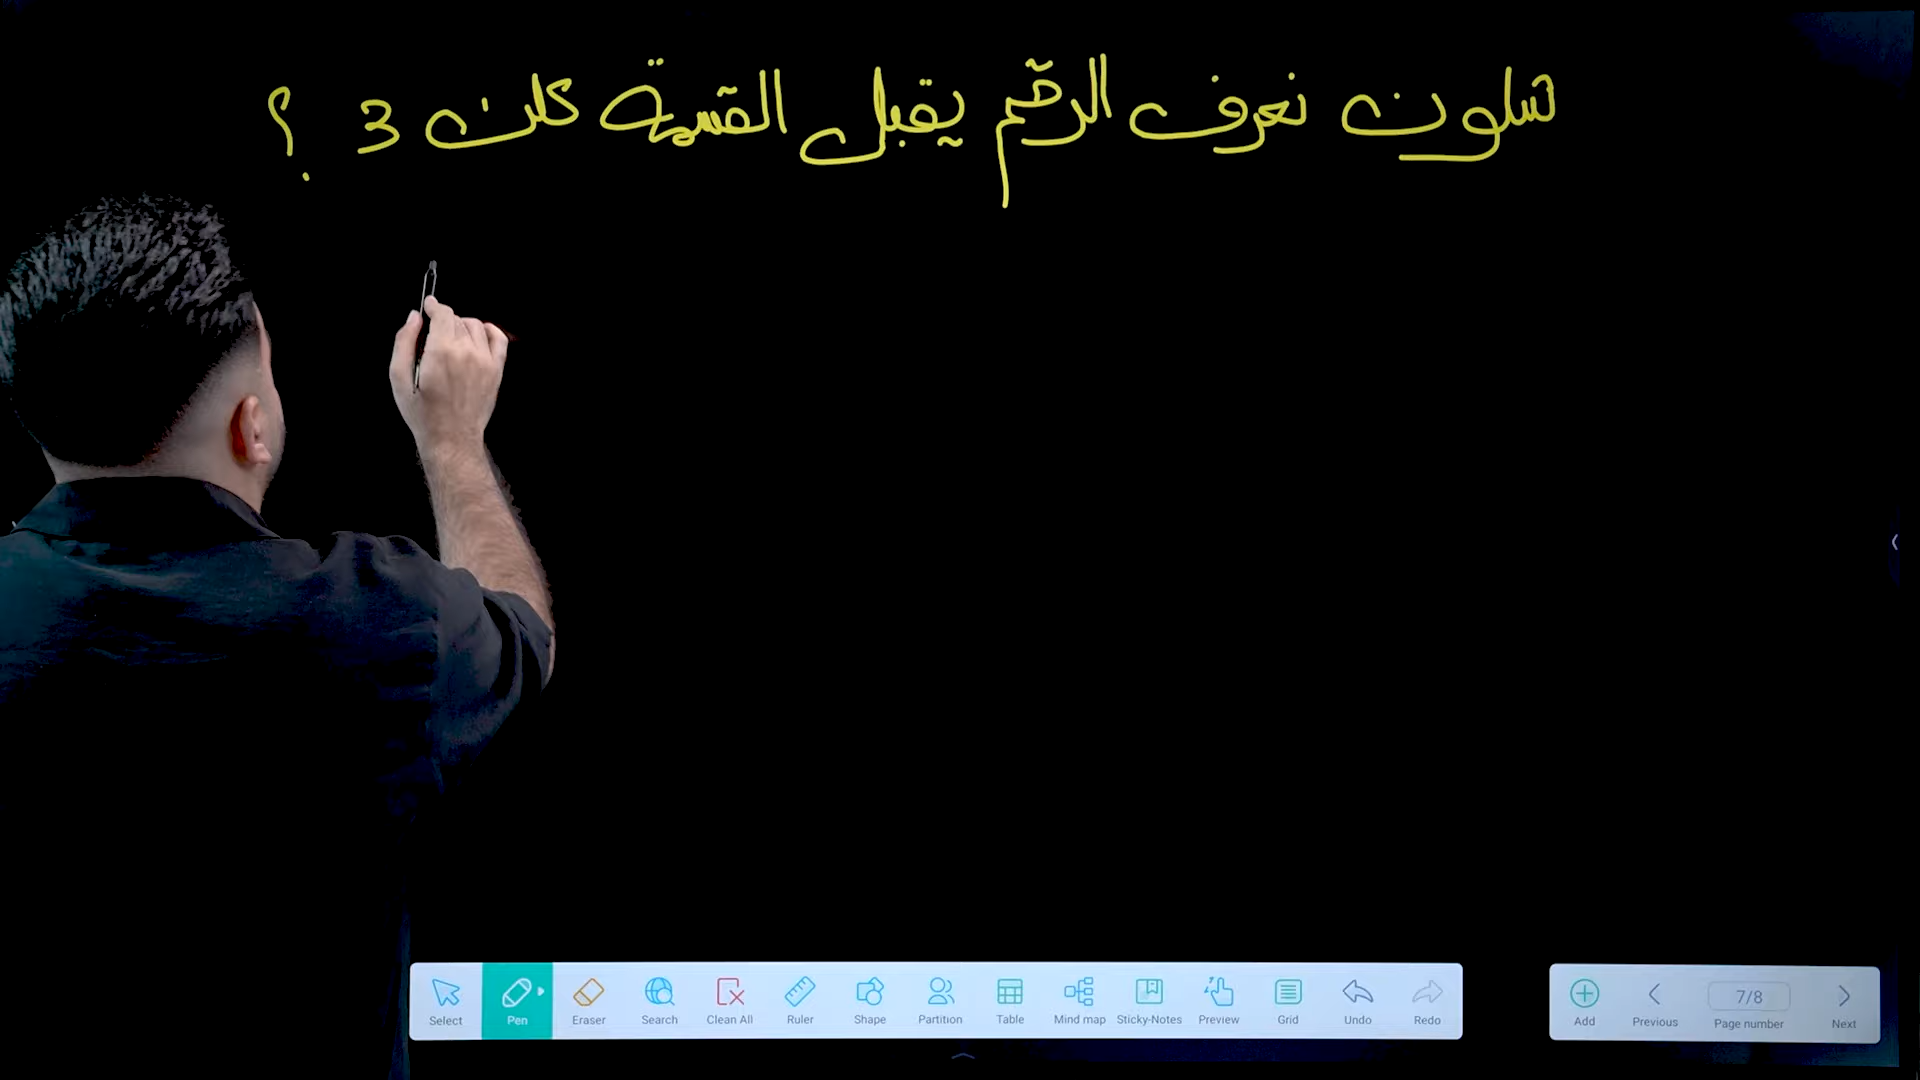 شلون نعرف الرقم يقبل القسمة على 3 ؟
Select Pen Eraser Search Clean All Ruler Shape Partition Table Mind map Sticky-Notes Preview Grid Undo Redo
Add Previous 7/8 Page number Next